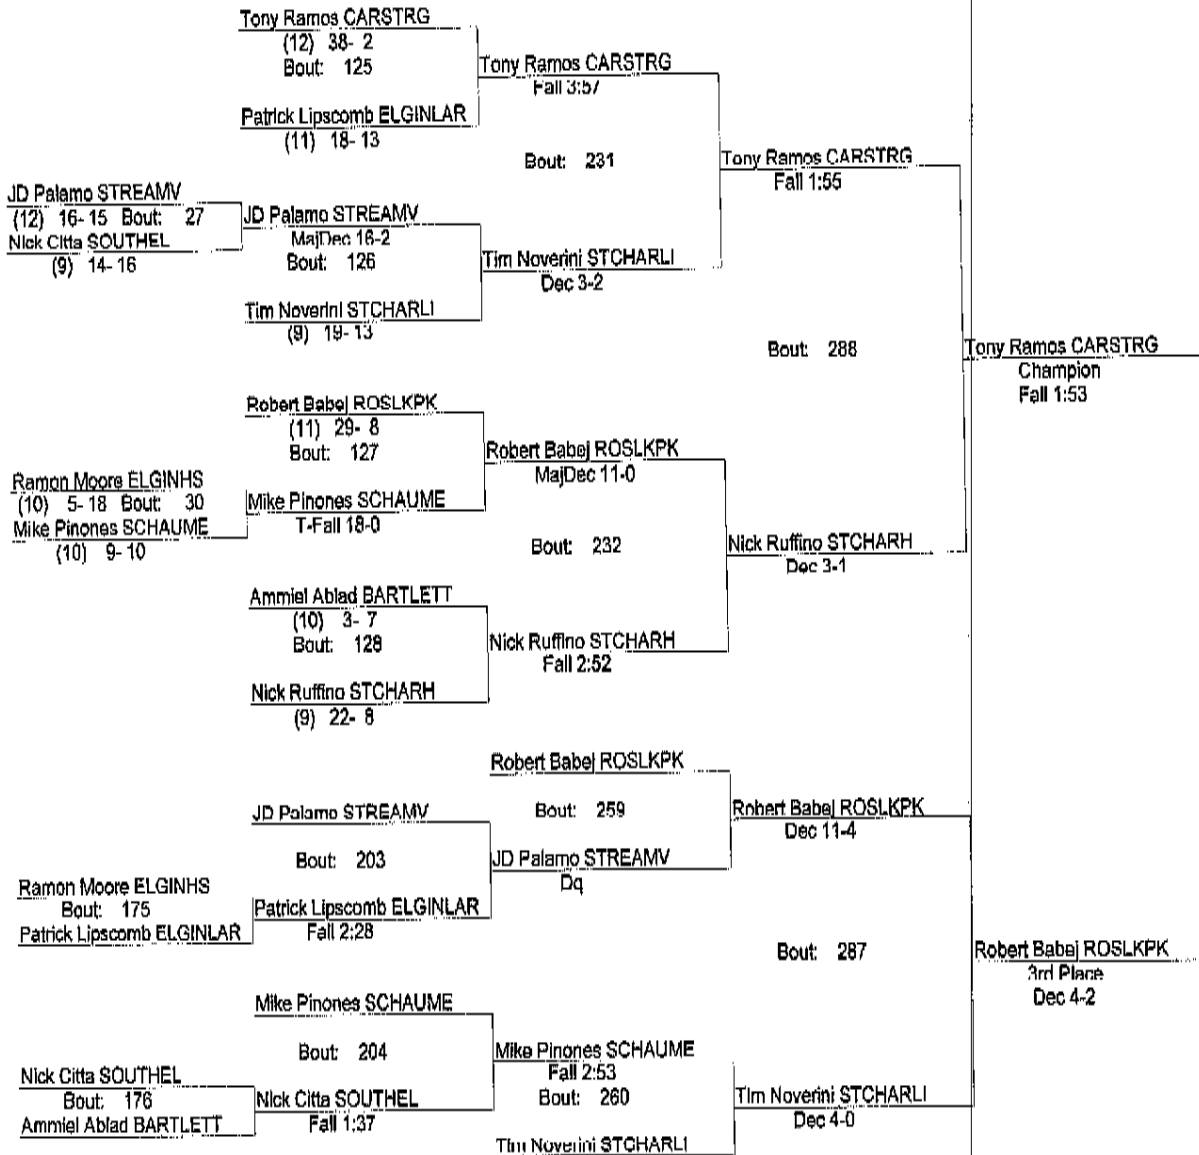 Tony Ramos CARSTRG
(12) 38- 2
Bout: 125
Tony Ramos CARSTRG
Fall 3:57
Patrick Lipscomb ELGINLAR
(11) 18- 13
Bout: 231
Tony Ramos CARSTRG
Fall 1:55
JD Palamo STREAMV
(12) 16- 15 Bout: 27
Nick Citta SOUTHEL
(9) 14- 16
JD Palamo STREAMV
MajDec 16-2
Bout: 126
Tim Noverini STCHARLI
Dec 3-2
Tim Noverini STCHARLI
(9) 19- 13
Bout: 288
Tony Ramos CARSTRG
Champion
Fall 1:53
Robert Babej ROSLKPK
(11) 29- 8
Bout: 127
Robert Babej ROSLKPK
MajDec 11-0
Ramon Moore ELGINHS
(10) 5- 18 Bout: 30
Mike Pinones SCHAUME
(10) 9- 10
Mike Pinones SCHAUME
T-Fall 18-0
Bout: 232
Nick Ruffino STCHARH
Dec 3-1
Ammiel Ablad BARTLETT
(10) 3- 7
Bout: 128
Nick Ruffino STCHARH
Fall 2:52
Nick Ruffino STCHARH
(9) 22- 8
Robert Babej ROSLKPK
Bout: 259
Robert Babej ROSLKPK
Dec 11-4
JD Palamo STREAMV
Bout: 203
JD Palamo STREAMV
Dq
Ramon Moore ELGINHS
Bout: 175
Patrick Lipscomb ELGINLAR
Patrick Lipscomb ELGINLAR
Fall 2:28
Bout: 287
Robert Babej ROSLKPK
3rd Place
Dec 4-2
Mike Pinones SCHAUME
Bout: 204
Mike Pinones SCHAUME
Fall 2:53
Bout: 260
Nick Citta SOUTHEL
Bout: 176
Ammiel Ablad BARTLETT
Nick Citta SOUTHEL
Fall 1:37
Tim Noverini STCHARLI
Dec 4-0
Tim Noverini STCHARLI